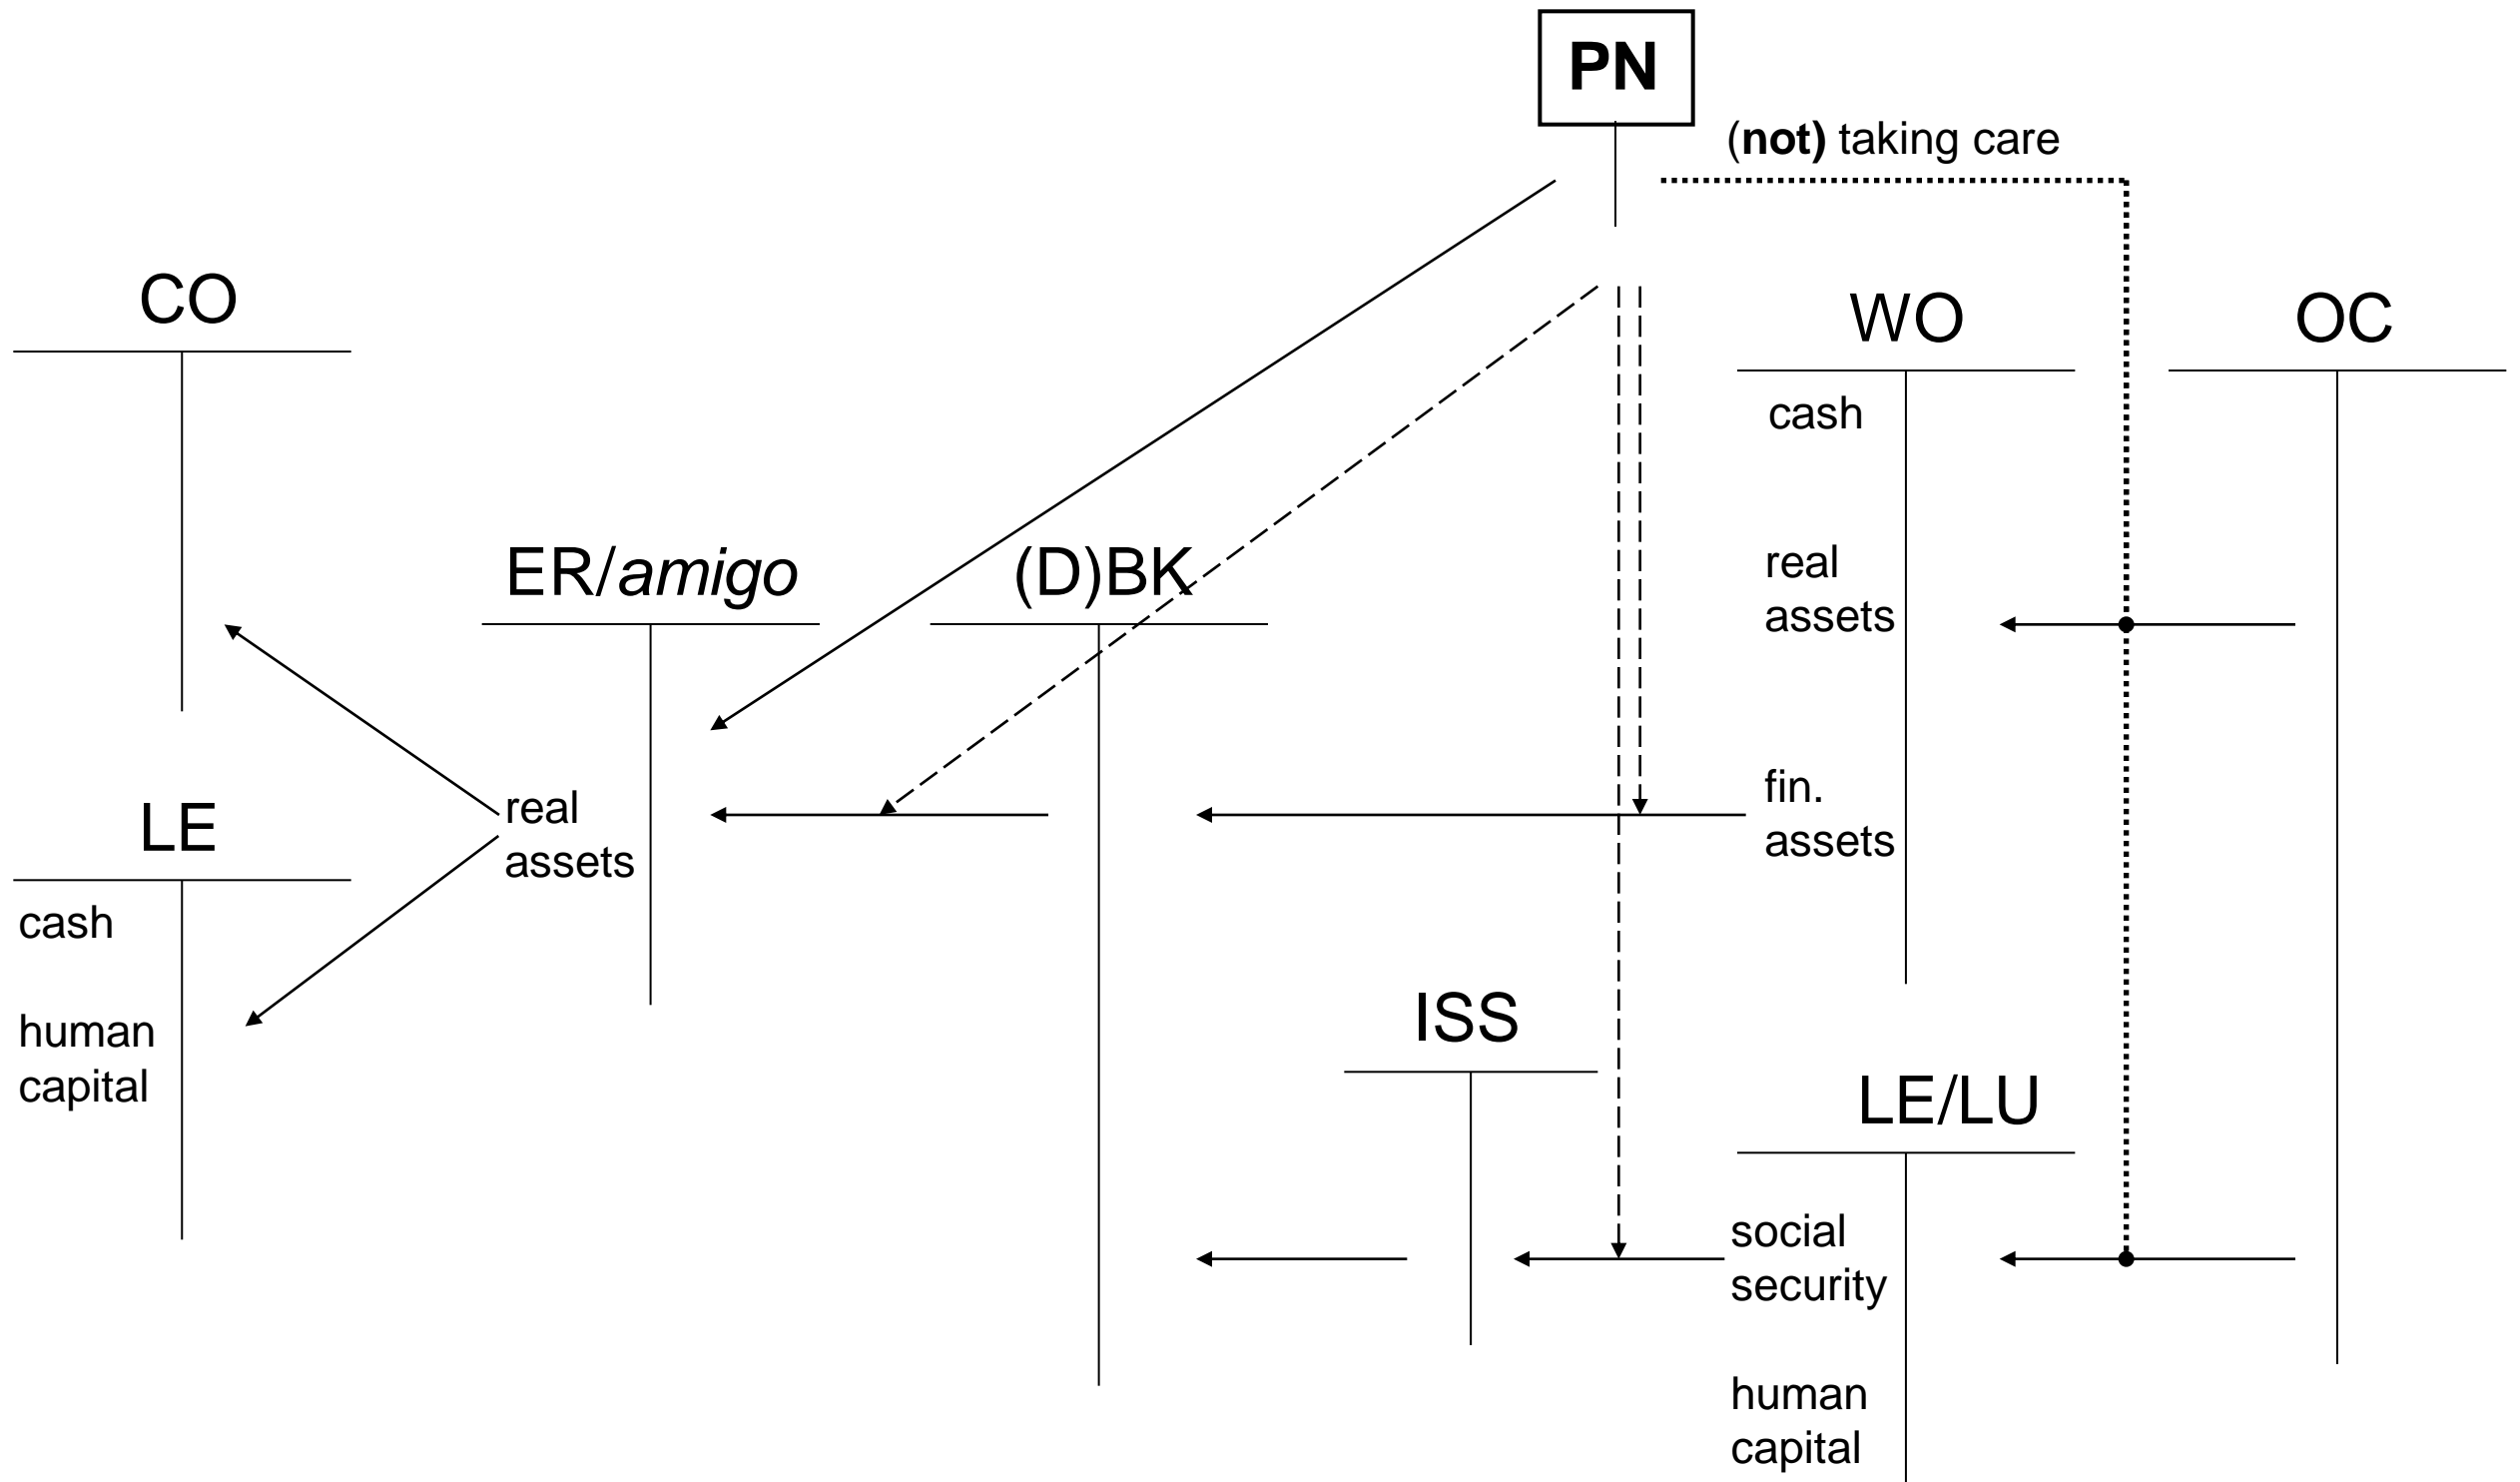 PN
(not) taking care
CO
WO
OC
cash
ER/amigo
(D)BK
real
assets
fin.
assets
LE
real
assets
cash
human
capital
ISS
LE/LU
social
security
human
capital